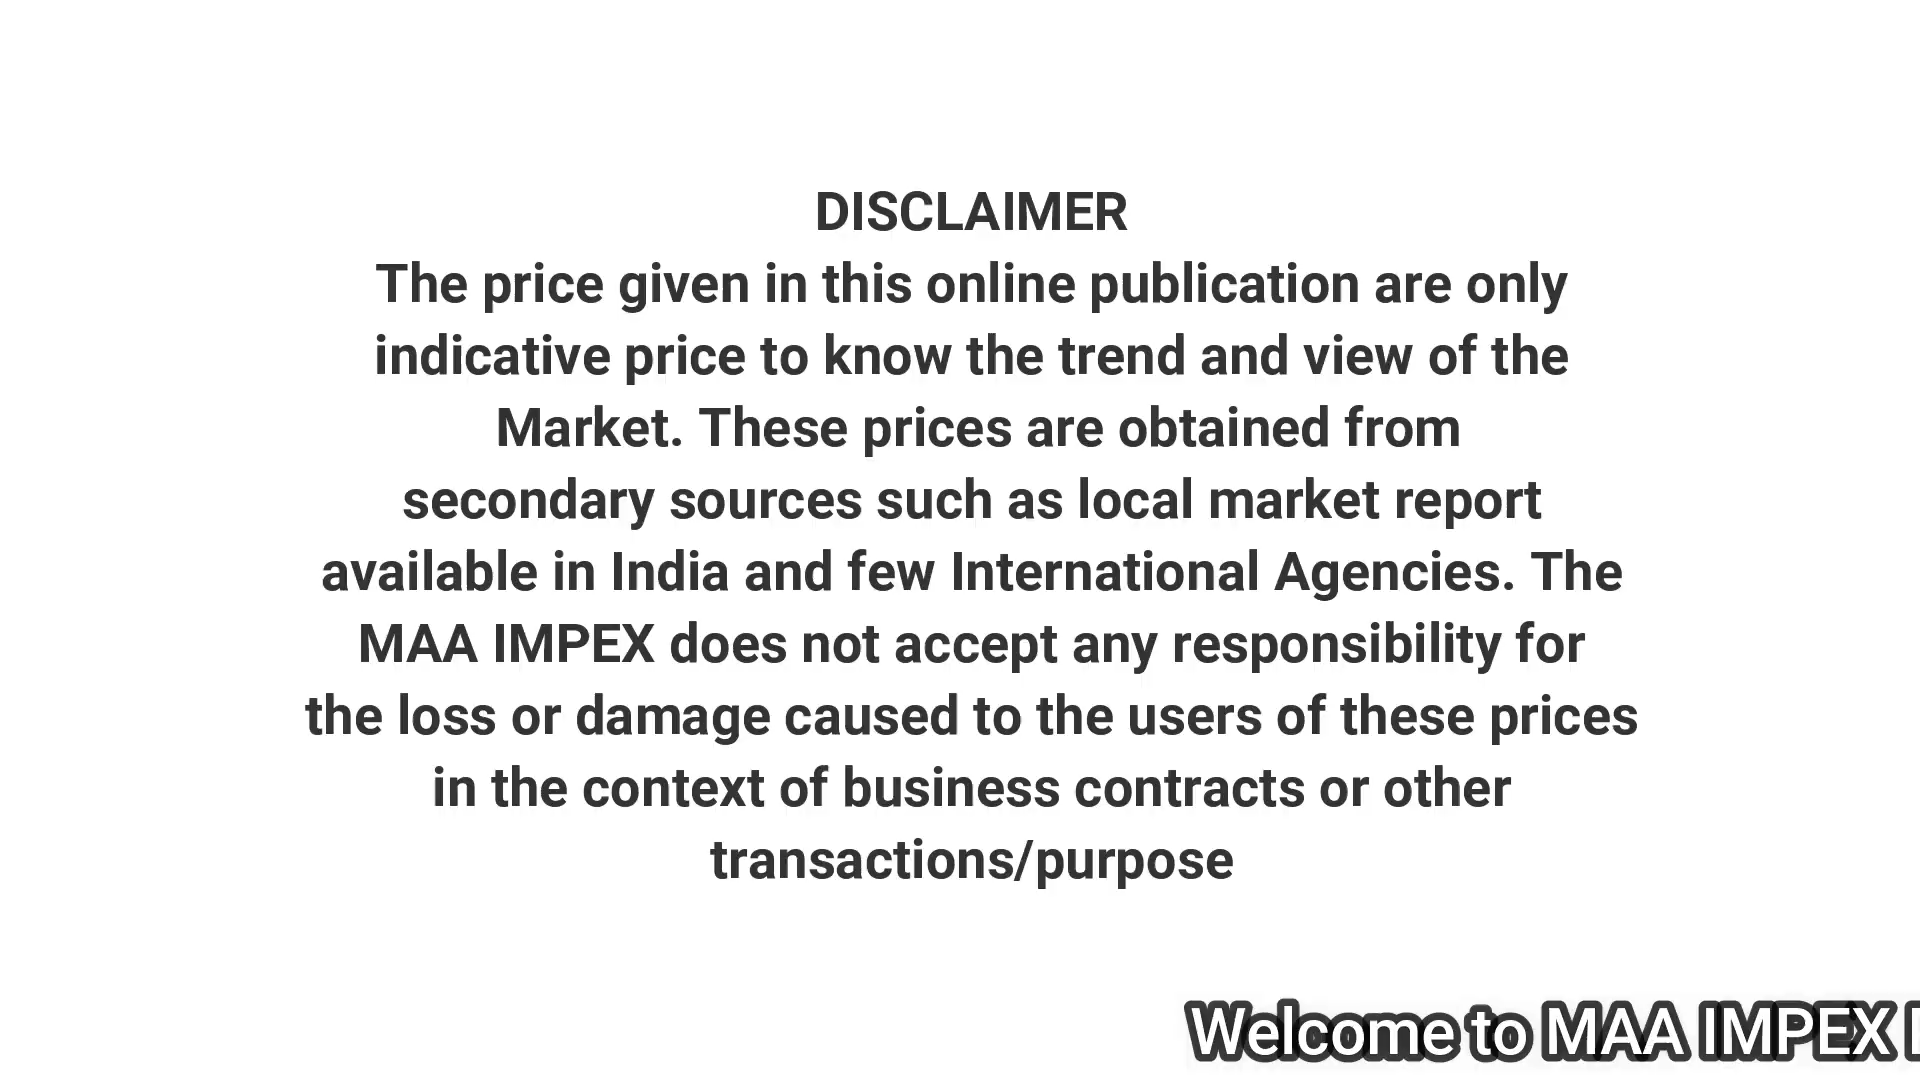 DISCLAIMER
The price given in this online publication are only
indicative price to know the trend and view of the
Market. These prices are obtained from
secondary sources such as local market report
available in India and few International Agencies. The
MAA IMPEX does not accept any responsibility for
the loss or damage caused to the users of these prices
in the context of business contracts or other
transactions/purpose
Welcome to MAA IMPEX